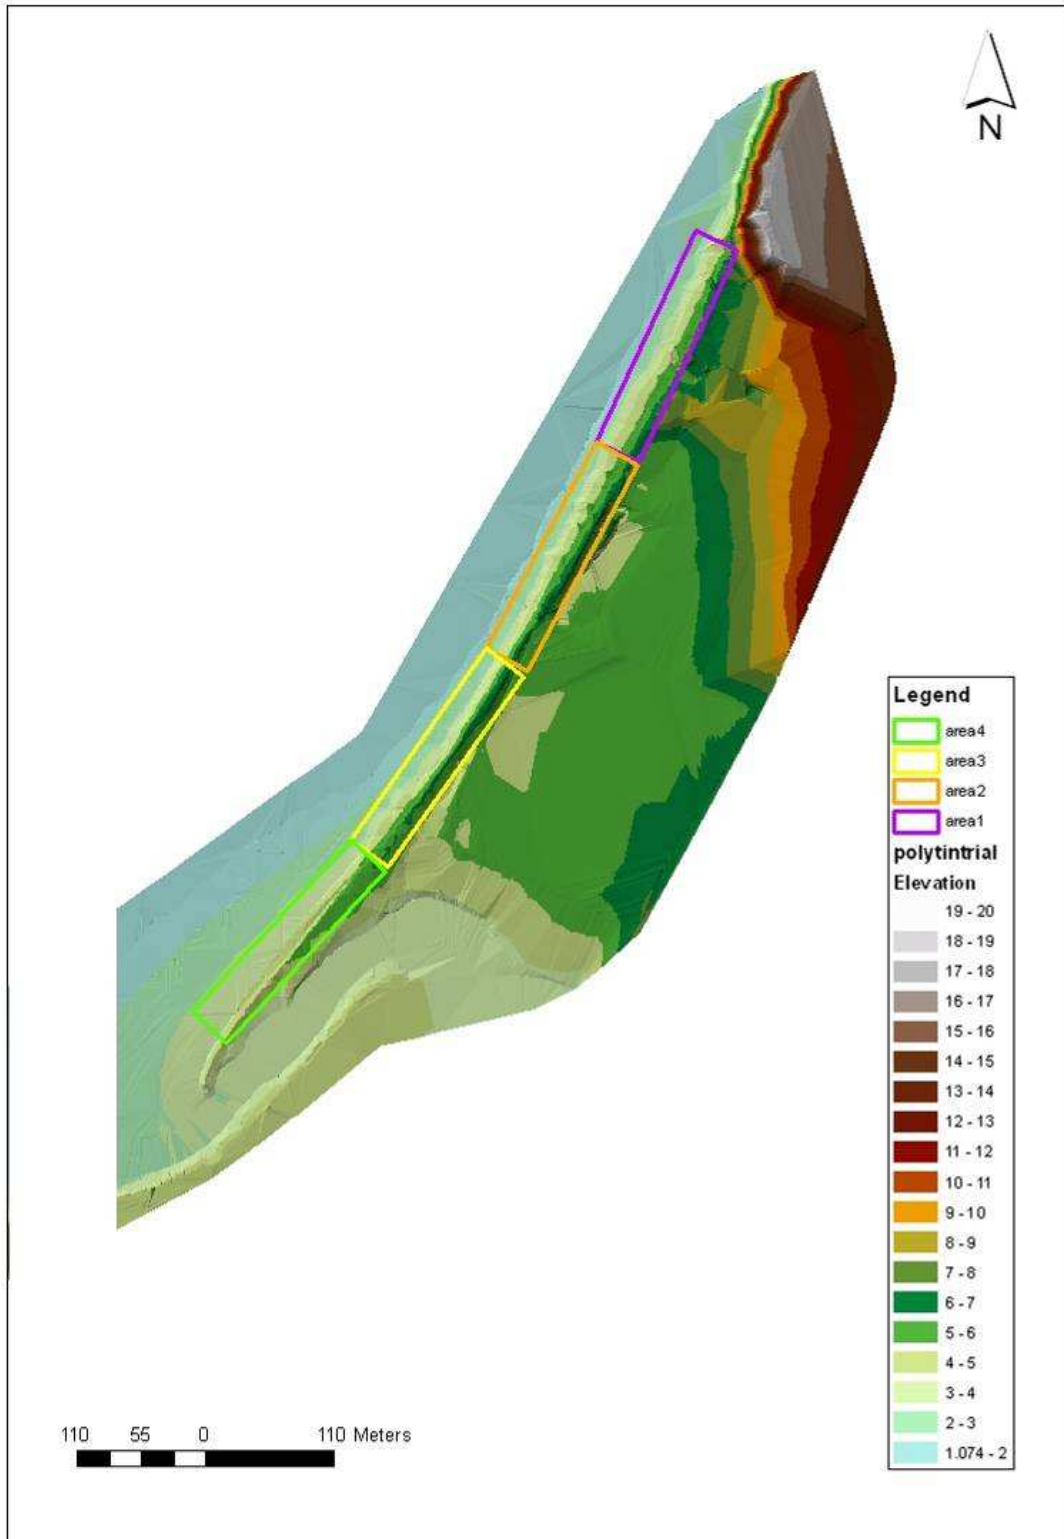 N
Legend
area4
area3
area2
area1
polytintrial
Elevation
19 - 20
18 - 19
17 - 18
16 - 17
15 - 16
14 - 15
13 - 14
12 - 13
11 - 12
10 - 11
9 - 10
8 - 9
7 - 8
6 - 7
5 - 6
4 - 5
3 - 4
2 - 3
1.074 - 2
110 55 0 110 Meters